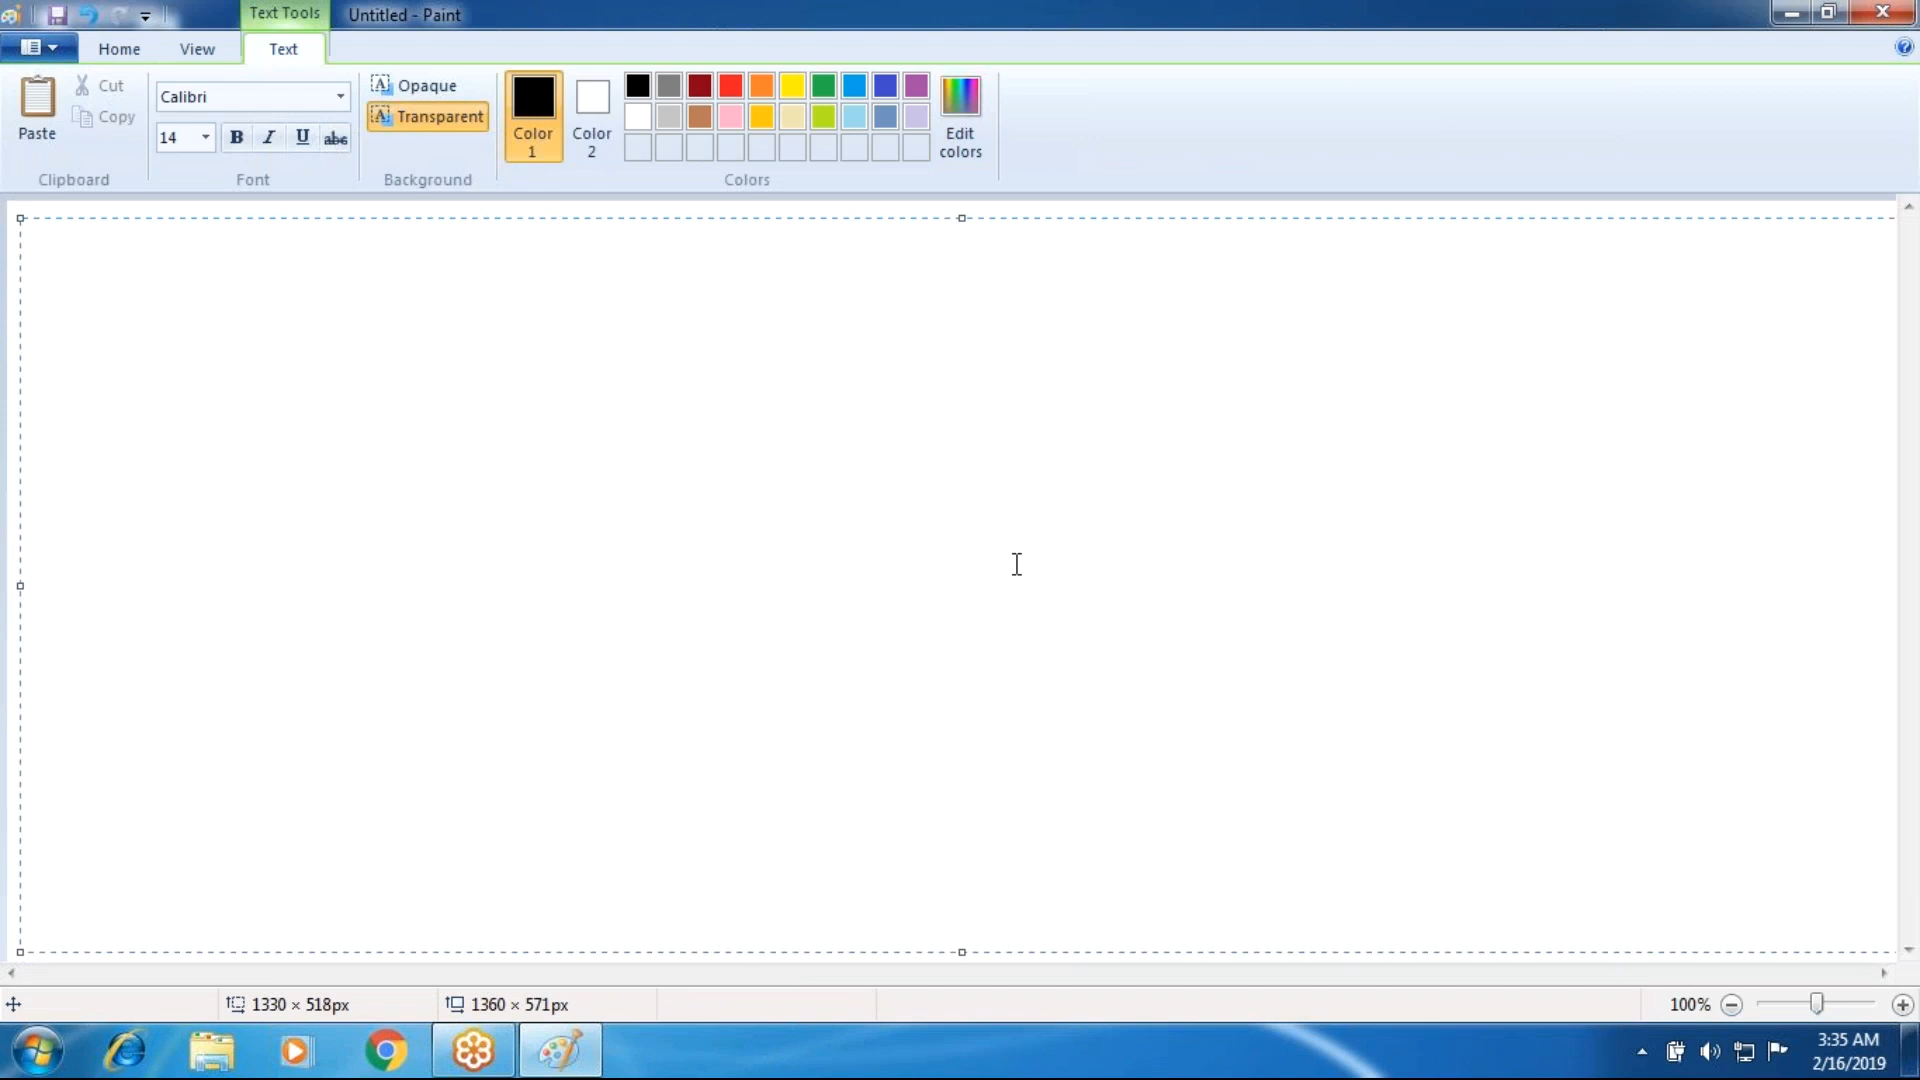 Text Tools
Untitled - Paint
Home
View
Text
Paste
Cut
Copy
Clipboard
Calibri
14
B I U abc
Font
Opaque
Transparent
Background
Color 1
Color 2
Edit colors
Colors
1330 × 518px
1360 × 571px
100%
3:35 AM
2/16/2019